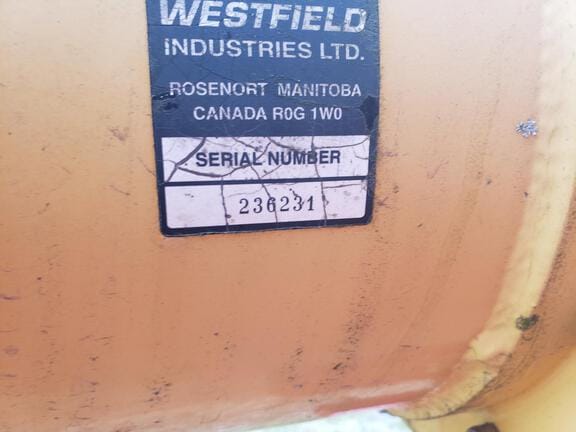 WESTFIELD
INDUSTRIES LTD.
ROSENORT MANITOBA
CANADA R0G 1W0
SERIAL NUMBER
236231